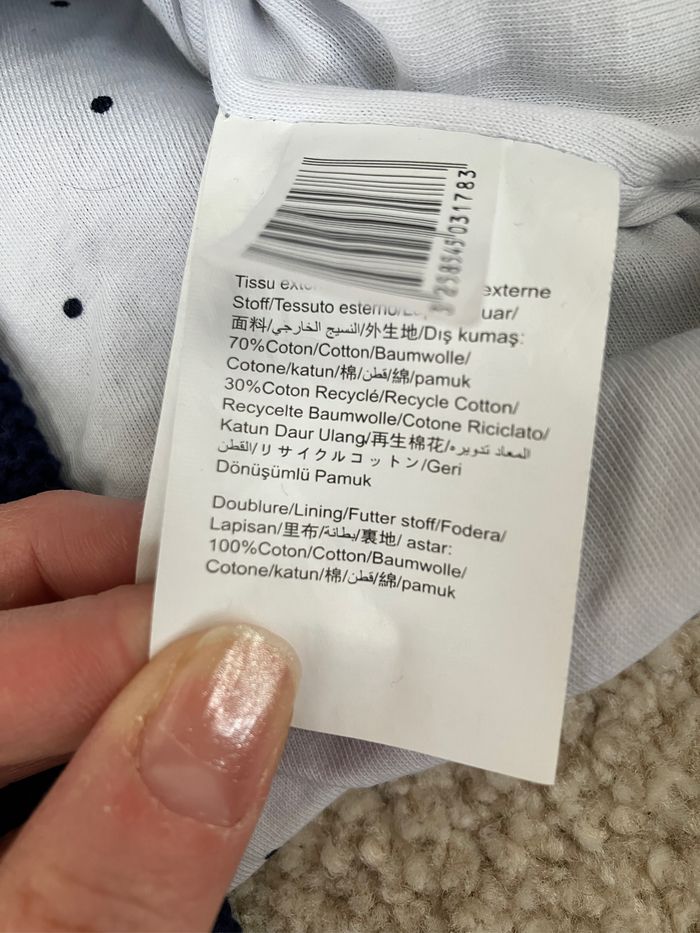 3 258545 031783
Tissu externe
Stoff/Tessuto esterno/ uar/
面料/النسيج الخارجي/外生地/Dış kumaş:
70%Coton/Cotton/Baumwolle/
Cotone/katun/棉/قطن/綿/pamuk
30%Coton Recyclé/Recycle Cotton/
Recycelte Baumwolle/Cotone Riciclato/
Katun Daur Ulang/再生棉花/المعاد تدويره
القطن/リサイクルコットン/Geri
Dönüşümlü Pamuk
Doublure/Lining/Futter stoff/Fodera/
Lapisan/里布/بطانة/裏地/ astar:
100%Coton/Cotton/Baumwolle/
Cotone/katun/棉/قطن/綿/pamuk